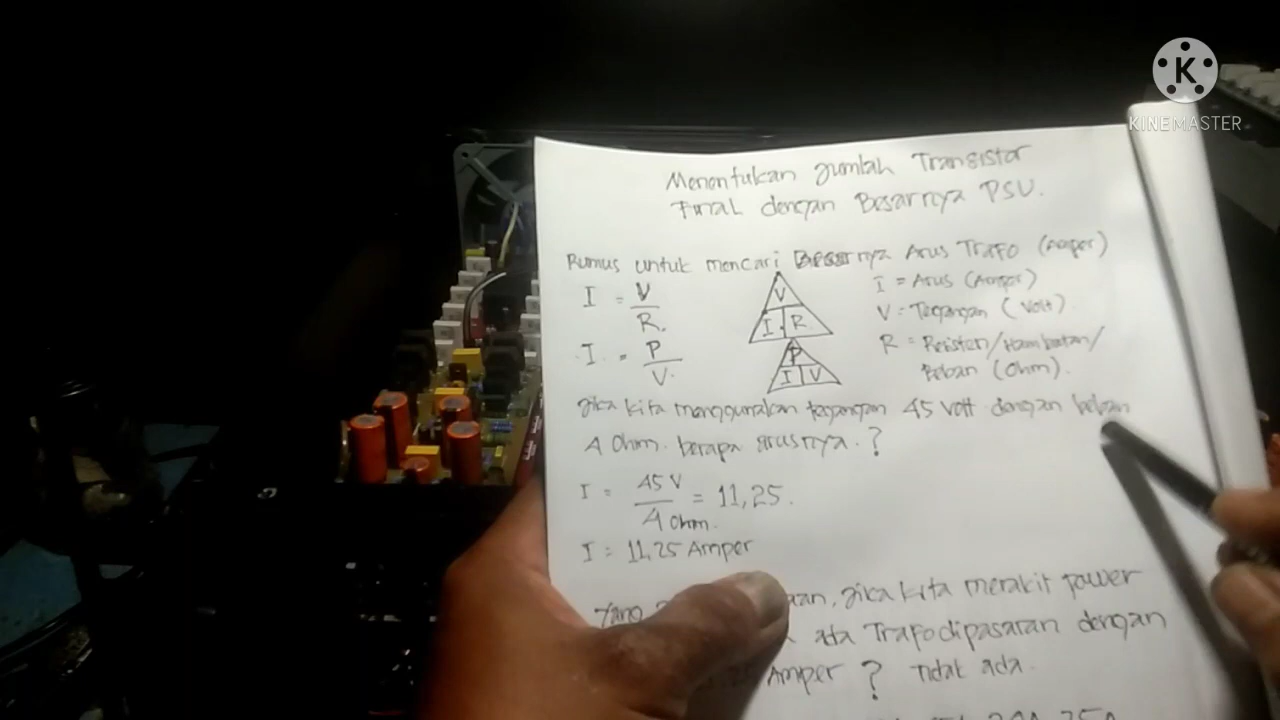 KINEMASTER
Menentukan Jumlah Transistor
Final dengan Besarnya PSU.
Rumus untuk mencari Besarnya Arus Trafo (Amper)
I = V / R.
I = P / V.
V
I . R
P
I V
I = Arus (Amper)
V = Tegangan (Volt)
R = Resisten/Hambatan/
Beban (Ohm).
Jika kita menggunakan tegangan 45 Volt dengan beban
4 Ohm. berapa arusnya.?
I = 45 V / 4 Ohm. = 11,25.
I = 11,25 Amper
Yang jika kita merakit power
ada Trafo dipasaran dengan
Amper ? Tidak ada.